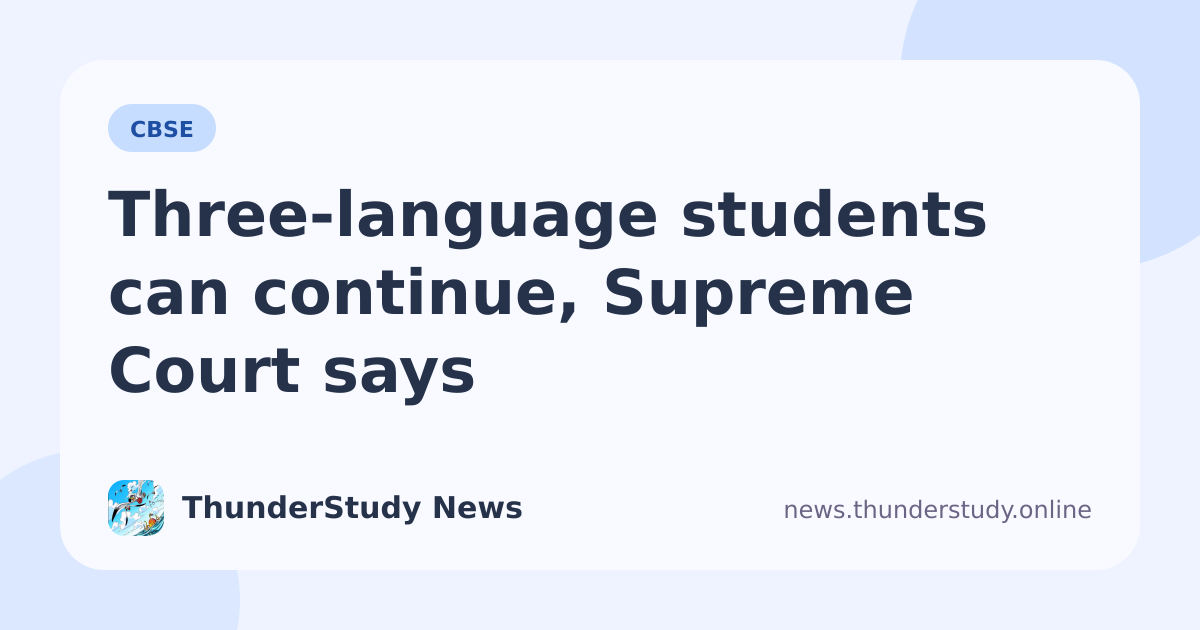 CBSE
Three-language students
can continue, Supreme
Court says
ThunderStudy News
news.thunderstudy.online